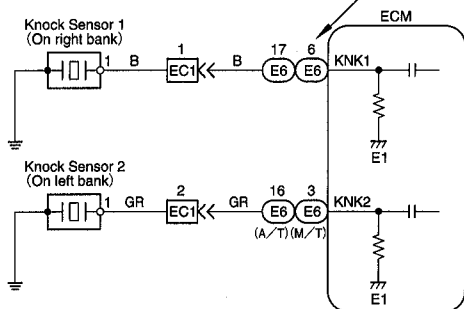 ECM
Knock Sensor 1
(On right bank)
1 B 1 EC1 B 17 E6 6 E6 KNK1
E1
Knock Sensor 2
(On left bank)
1 GR 2 EC1 GR 16 E6 3 E6 KNK2
(A/T) (M/T)
E1